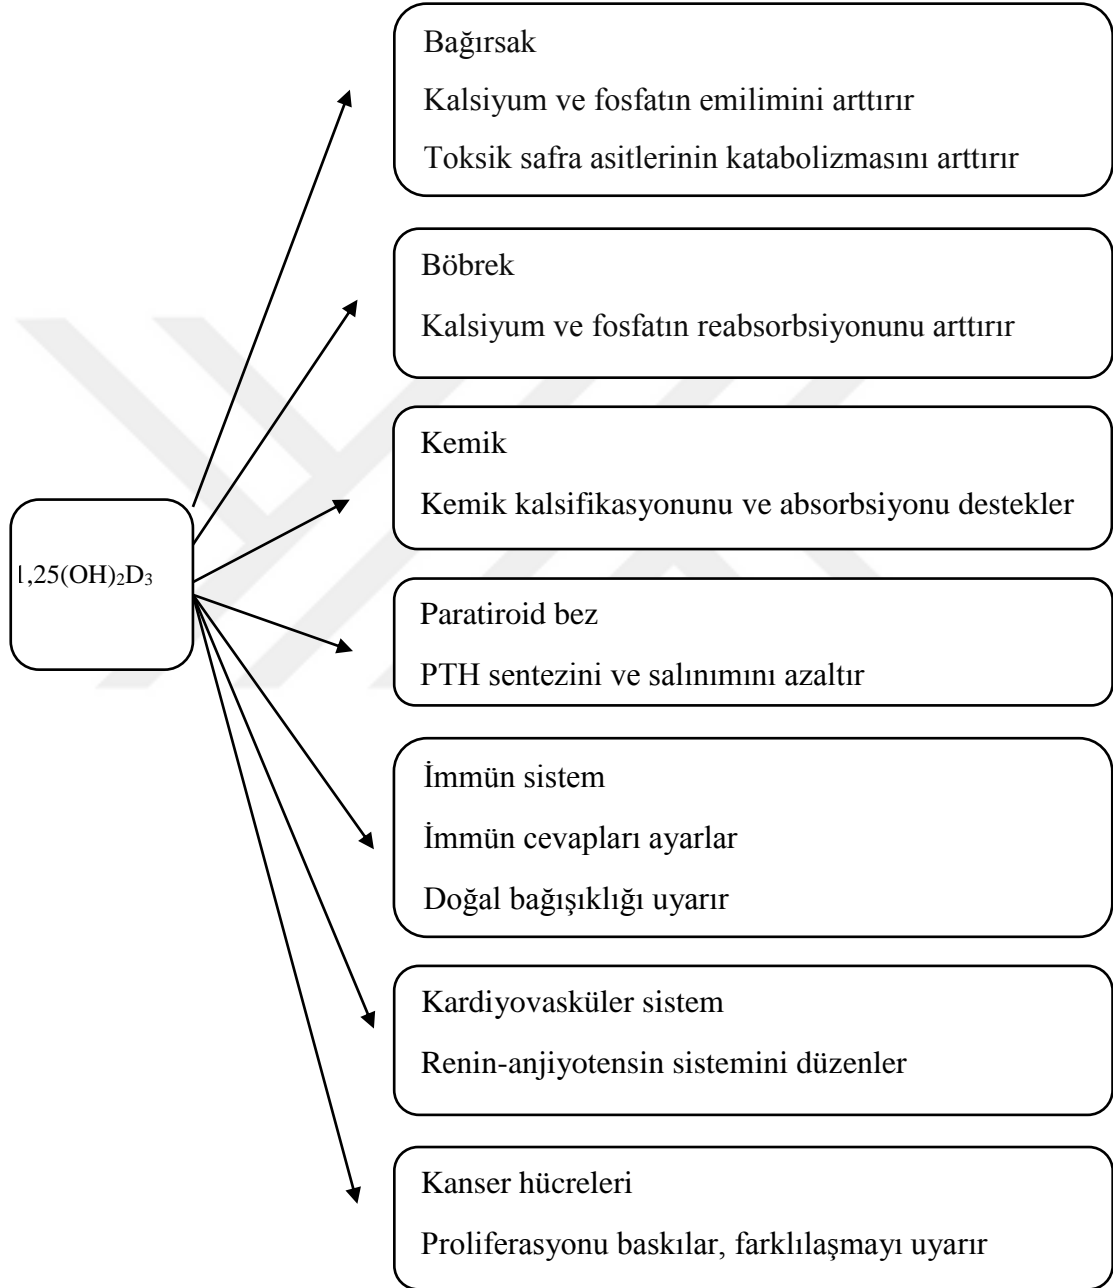 Bağırsak
Kalsiyum ve fosfatın emilimini arttırır
Toksik safra asitlerinin katabolizmasını arttırır
Böbrek
Kalsiyum ve fosfatın reabsorbsiyonunu arttırır
Kemik
Kemik kalsifikasyonunu ve absorbsiyonu destekler
1,25(OH)₂D₃
Paratiroid bez
PTH sentezini ve salınımını azaltır
İmmün sistem
İmmün cevapları ayarlar
Doğal bağışıklığı uyarır
Kardiyovasküler sistem
Renin-anjiyotensin sistemini düzenler
Kanser hücreleri
Proliferasyonu baskılar, farklılaşmayı uyarır